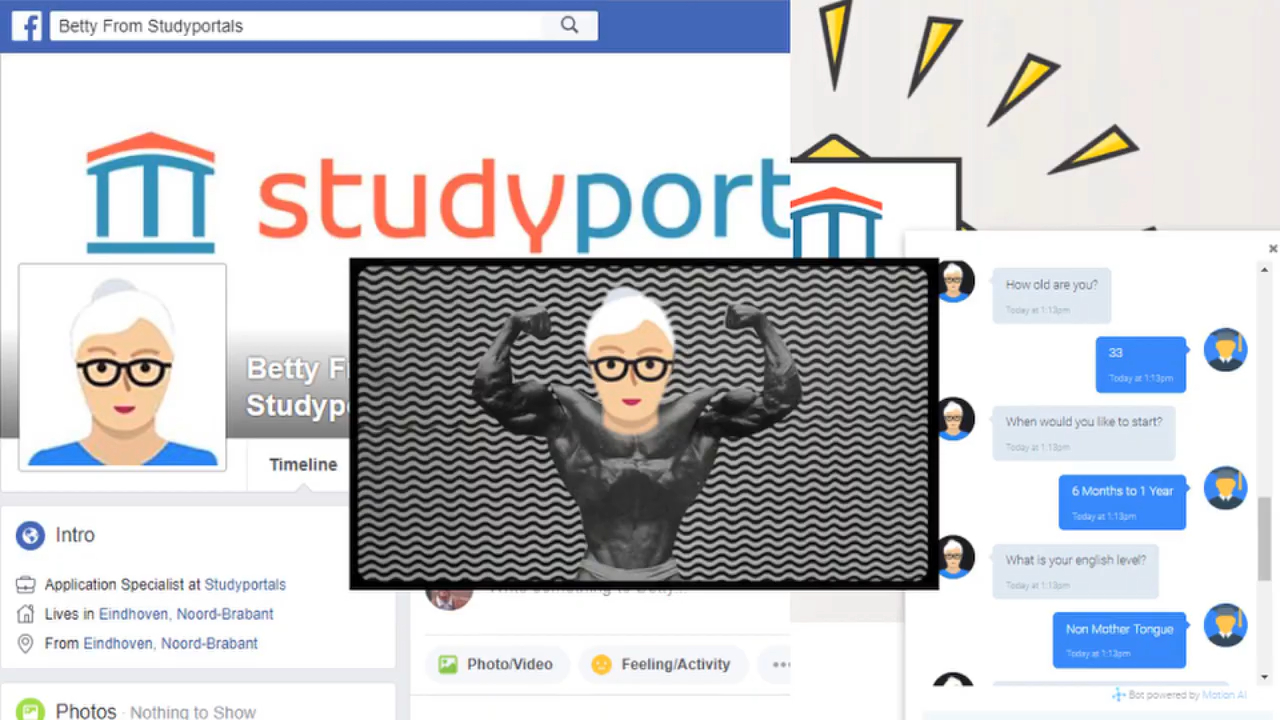 Betty From Studyportals
studyport
Betty F
Studyp
Timeline
Intro
Application Specialist at Studyportals
Lives in Eindhoven, Noord-Brabant
From Eindhoven, Noord-Brabant
Photos · Nothing to Show
Photo/Video
Feeling/Activity
How old are you?
Today at 1:13pm
33
Today at 1:13pm
When would you like to start?
Today at 1:13pm
6 Months to 1 Year
Today at 1:13pm
What is your english level?
Today at 1:13pm
Non Mother Tongue
Today at 1:13pm
Bot powered by Motion AI